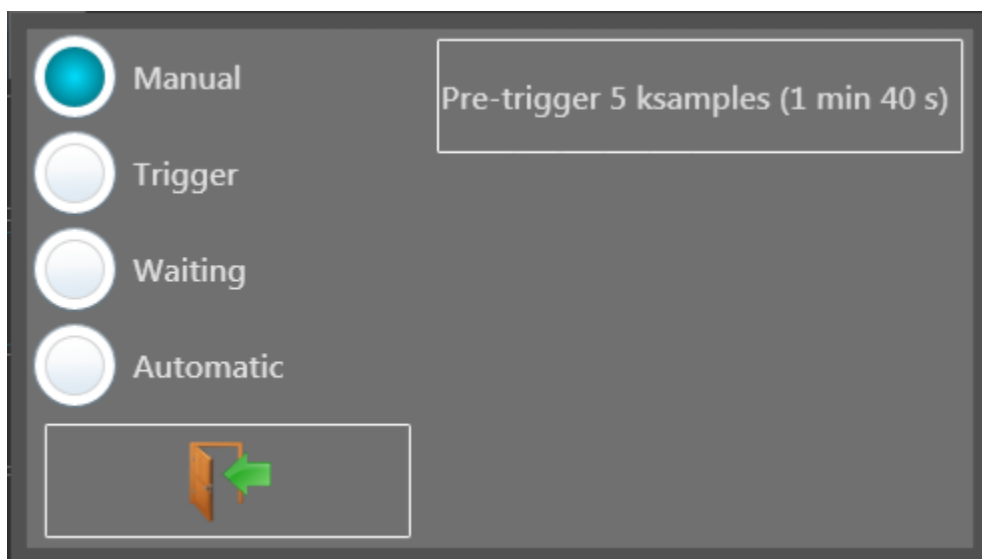 Manual
Pre-trigger 5 ksamples (1 min 40 s)
Trigger
Waiting
Automatic